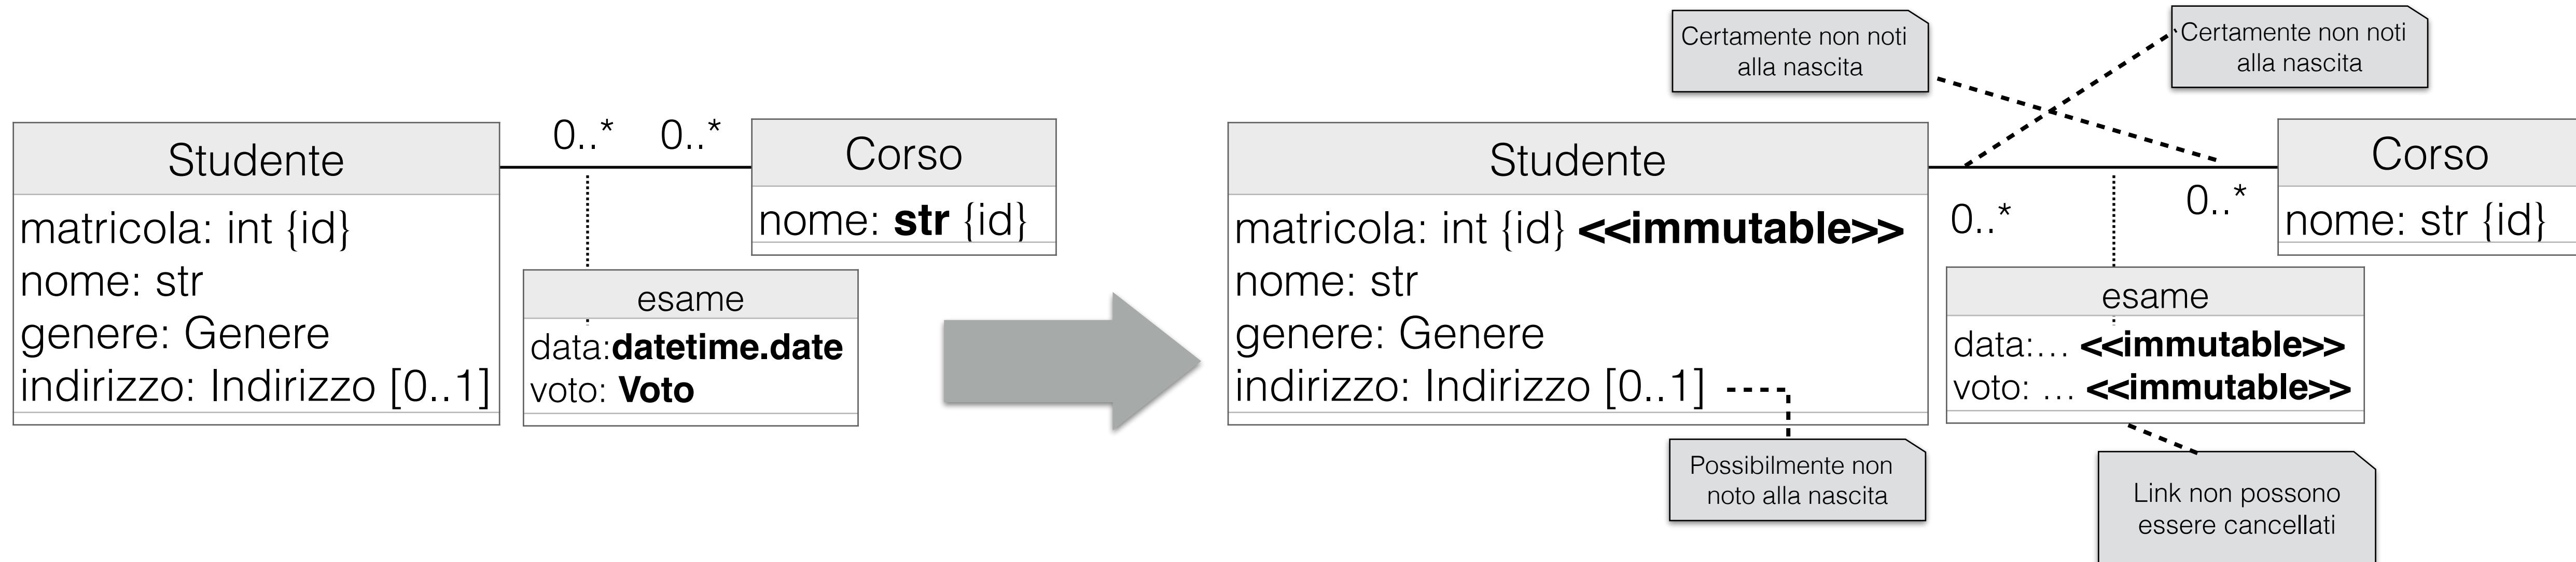 Studente
matricola: int {id}
nome: str
genere: Genere
indirizzo: Indirizzo [0..1]
0..*
0..*
Corso
nome: str {id}
esame
data:datetime.date
voto: Voto
Certamente non noti
alla nascita
Certamente non noti
alla nascita
Studente
matricola: int {id} <<immutable>>
nome: str
genere: Genere
indirizzo: Indirizzo [0..1]
0..*
0..*
Corso
nome: str {id}
esame
data:... <<immutable>>
voto: ... <<immutable>>
Possibilmente non
noto alla nascita
Link non possono
essere cancellati